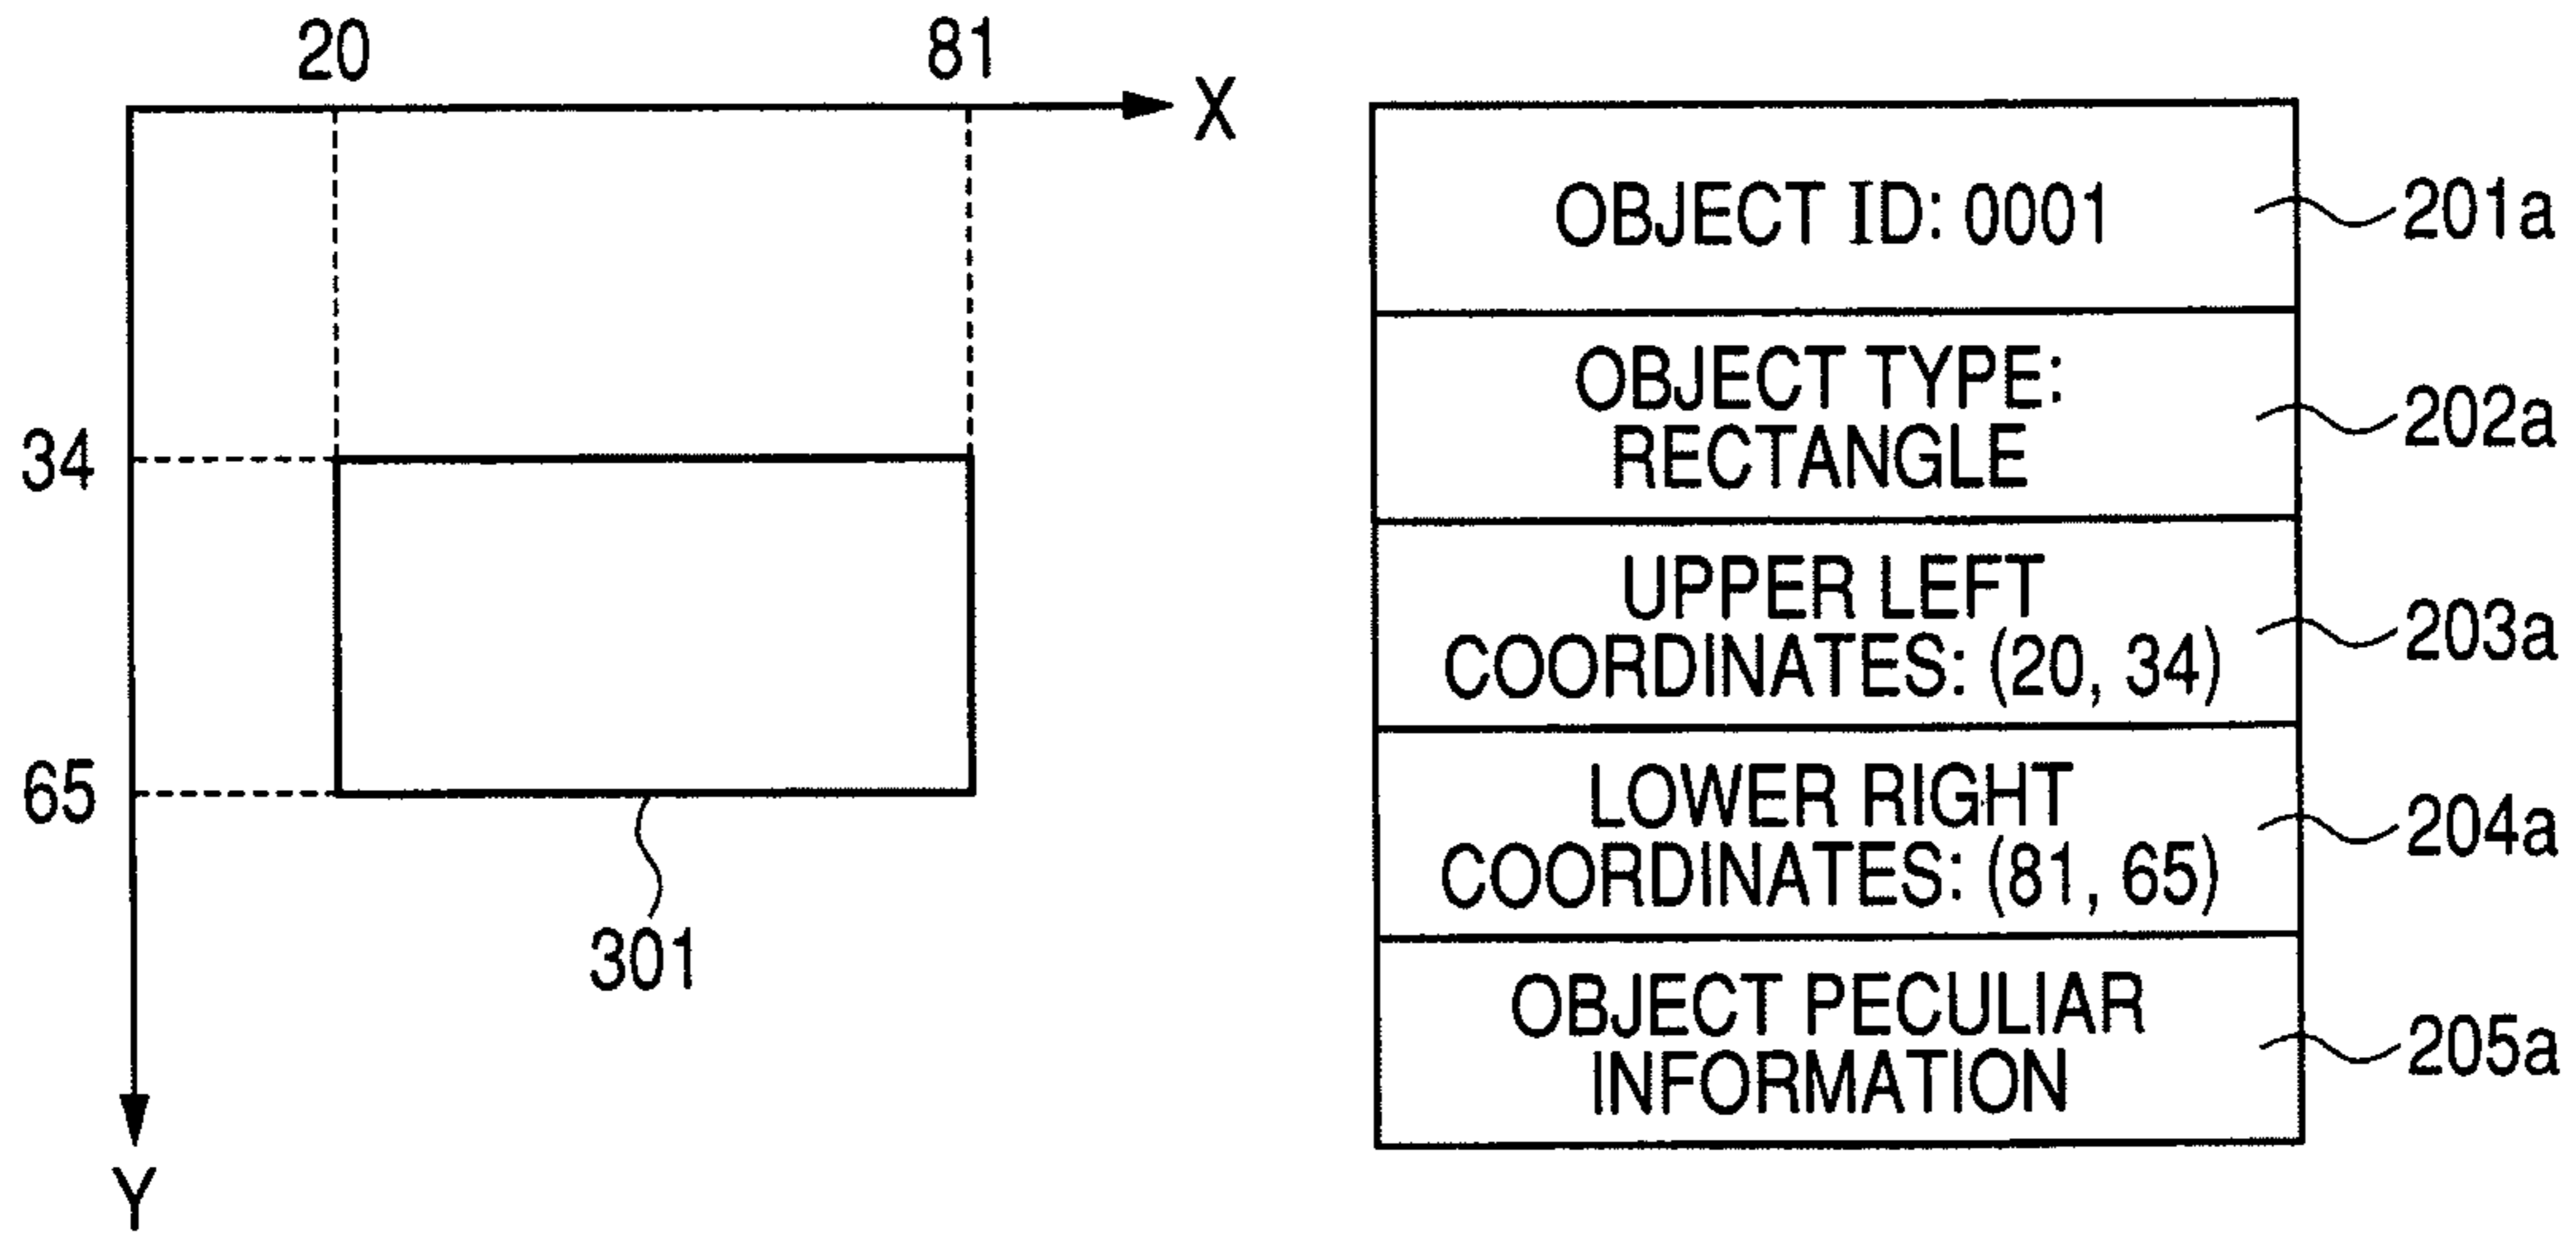 20
81
X
34
65
301
Y
OBJECT ID: 0001
201a
OBJECT TYPE:
RECTANGLE
202a
UPPER LEFT
COORDINATES: (20, 34)
203a
LOWER RIGHT
COORDINATES: (81, 65)
204a
OBJECT PECULIAR
INFORMATION
205a